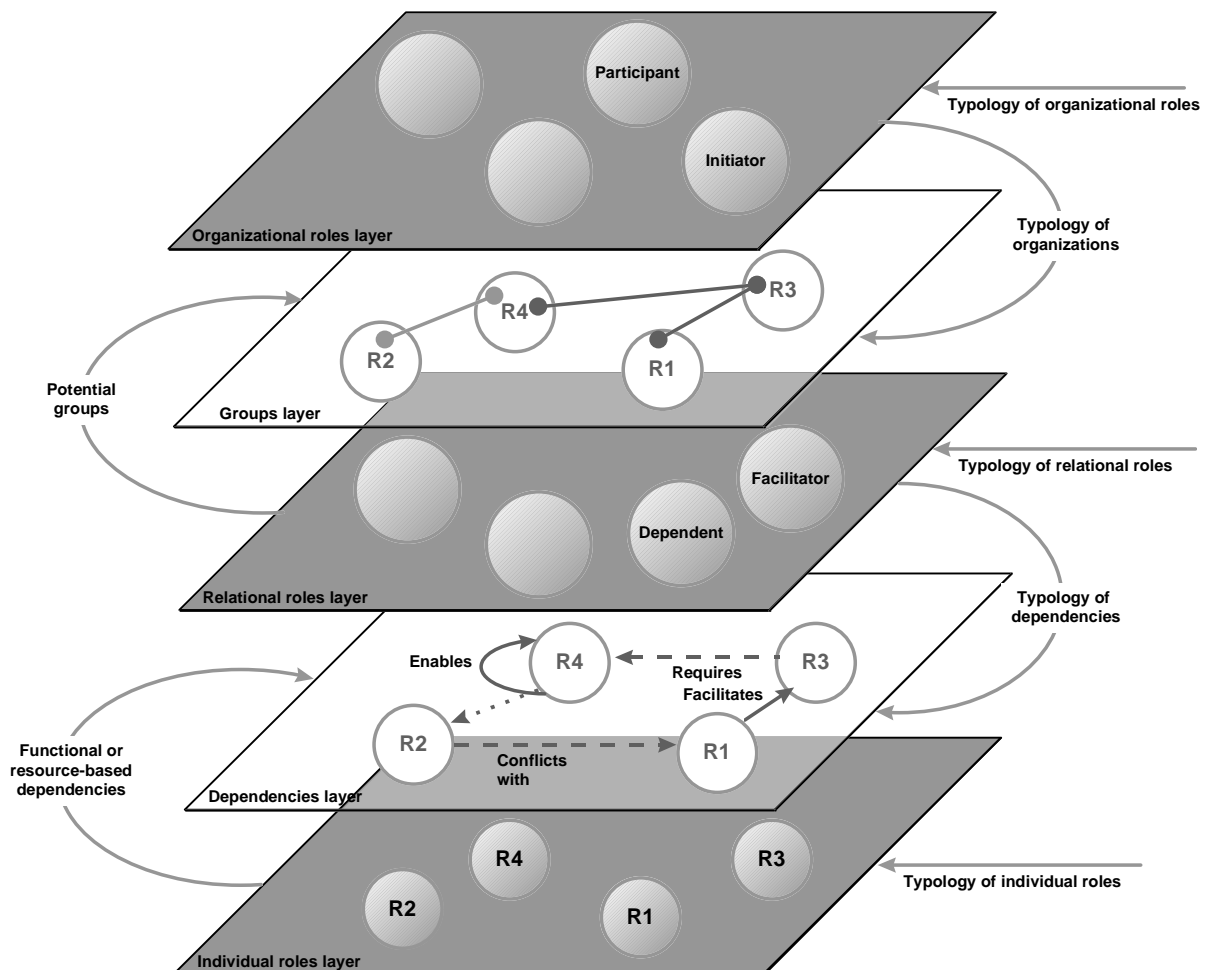 Participant
Typology of organizational roles
Initiator
Organizational roles layer
Typology of
organizations
R3
R4
R2
R1
Potential
groups
Groups layer
Typology of relational roles
Facilitator
Dependent
Relational roles layer
Typology of
dependencies
Enables
R4
R3
Requires
Facilitates
R2
R1
Conflicts
with
Functional or
resource-based
dependencies
Dependencies layer
R4
R3
Typology of individual roles
R2
R1
Individual roles layer